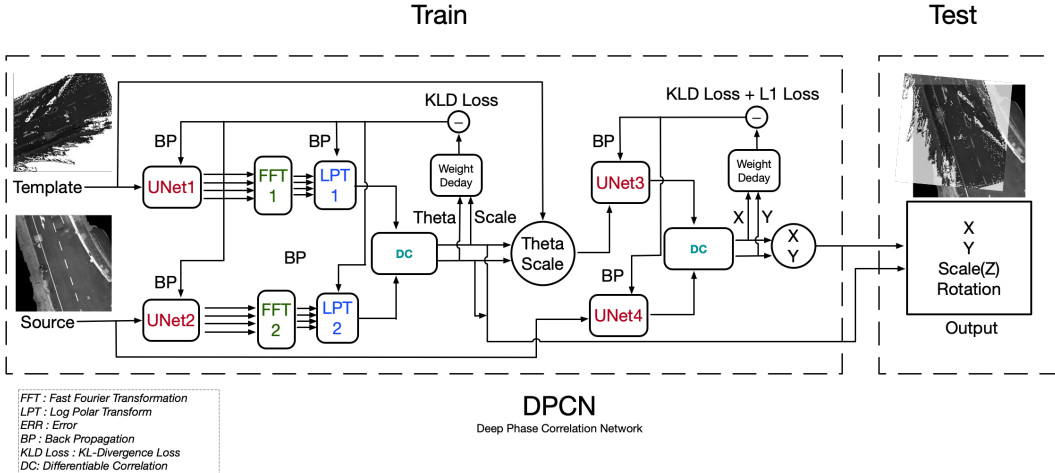 Train
Test
KLD Loss
KLD Loss + L1 Loss
BP
BP
BP
Weight
Deday
Weight
Deday
Template
UNet1
FFT
1
LPT
1
UNet3
Theta
Scale
X
Y
DC
DC
Theta
Scale
X
Y
BP
BP
BP
Source
UNet2
FFT
2
LPT
2
UNet4
X
Y
Scale(Z)
Rotation
Output
FFT : Fast Fourier Transformation
LPT : Log Polar Transform
ERR : Error
BP : Back Propagation
KLD Loss : KL-Divergence Loss
DC: Differentiable Correlation
DPCN
Deep Phase Correlation Network